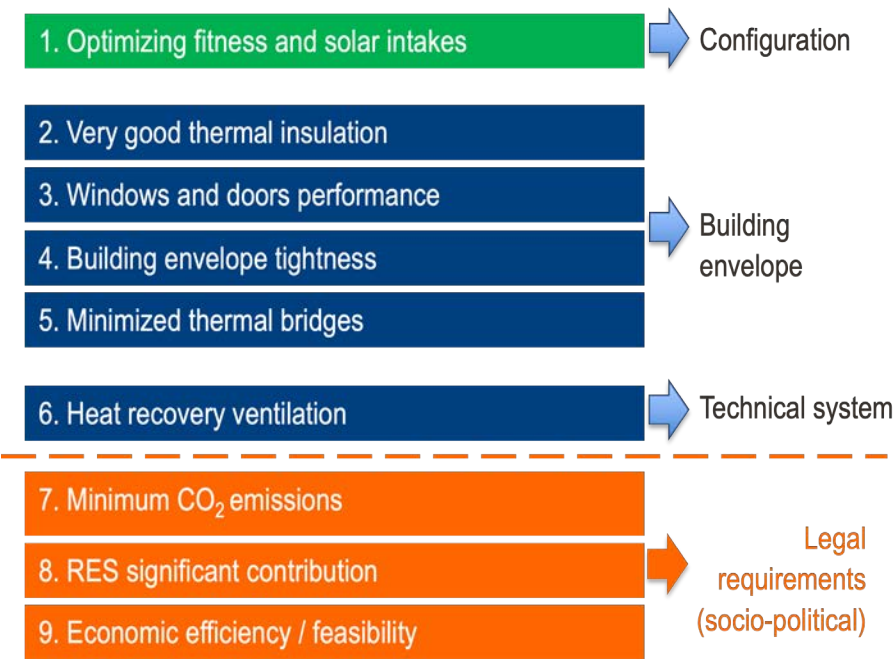 1. Optimizing fitness and solar intakes
Configuration
2. Very good thermal insulation
3. Windows and doors performance
4. Building envelope tightness
5. Minimized thermal bridges
Building
envelope
6. Heat recovery ventilation
Technical system
7. Minimum CO₂ emissions
8. RES significant contribution
9. Economic efficiency / feasibility
Legal
requirements
(socio-political)